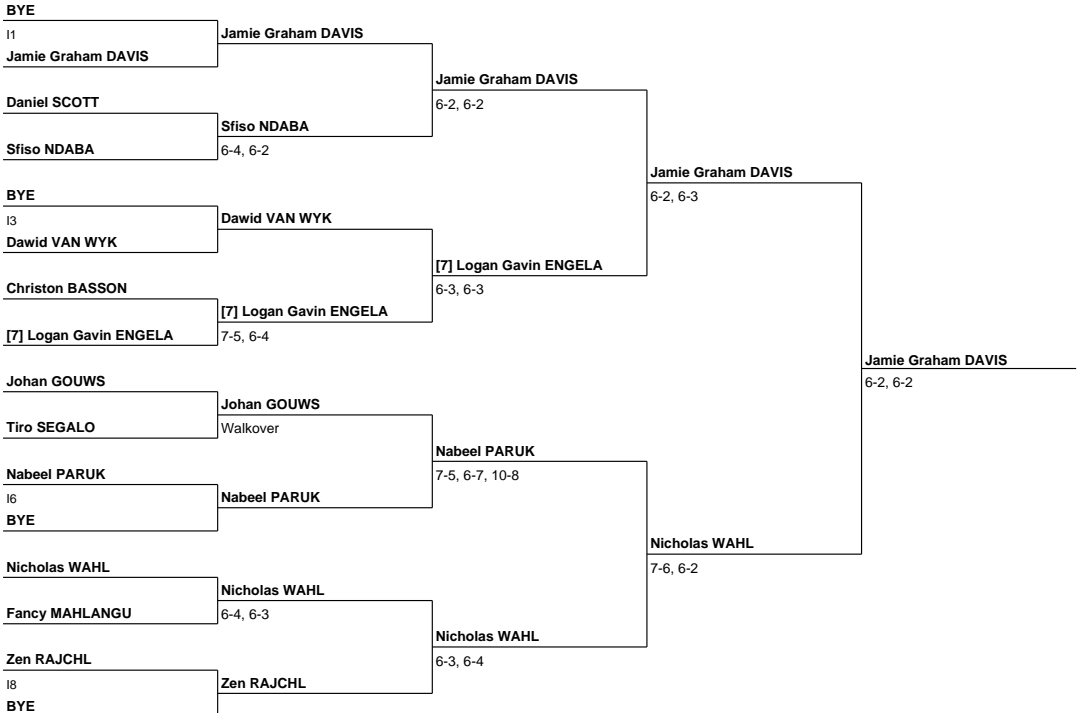 BYE
I1
Jamie Graham DAVIS
Jamie Graham DAVIS
Daniel SCOTT
Sfiso NDABA
Sfiso NDABA
6-4, 6-2
Jamie Graham DAVIS
6-2, 6-2
BYE
I3
Dawid VAN WYK
Dawid VAN WYK
Christon BASSON
[7] Logan Gavin ENGELA
[7] Logan Gavin ENGELA
7-5, 6-4
[7] Logan Gavin ENGELA
6-3, 6-3
Jamie Graham DAVIS
6-2, 6-3
Johan GOUWS
Tiro SEGALO
Johan GOUWS
Walkover
Nabeel PARUK
I6
BYE
Nabeel PARUK
Nabeel PARUK
7-5, 6-7, 10-8
Nicholas WAHL
Fancy MAHLANGU
Nicholas WAHL
6-4, 6-3
Zen RAJCHL
I8
BYE
Zen RAJCHL
Nicholas WAHL
6-3, 6-4
Nicholas WAHL
7-6, 6-2
Jamie Graham DAVIS
6-2, 6-2